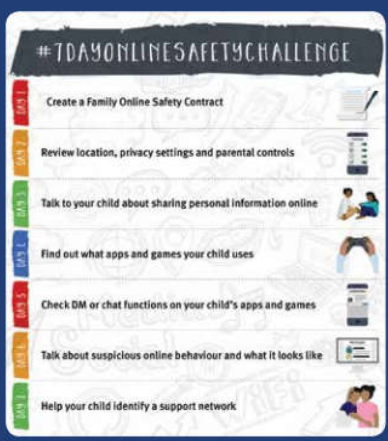 #7DAYONLINESAFETYCHALLENGE
DAY 1
Create a Family Online Safety Contract
DAY 2
Review location, privacy settings and parental controls
DAY 3
Talk to your child about sharing personal information online
DAY 4
Find out what apps and games your child uses
DAY 5
Check DM or chat functions on your child's apps and games
DAY 6
Talk about suspicious online behaviour and what it looks like
DAY 7
Help your child identify a support network
WiFi